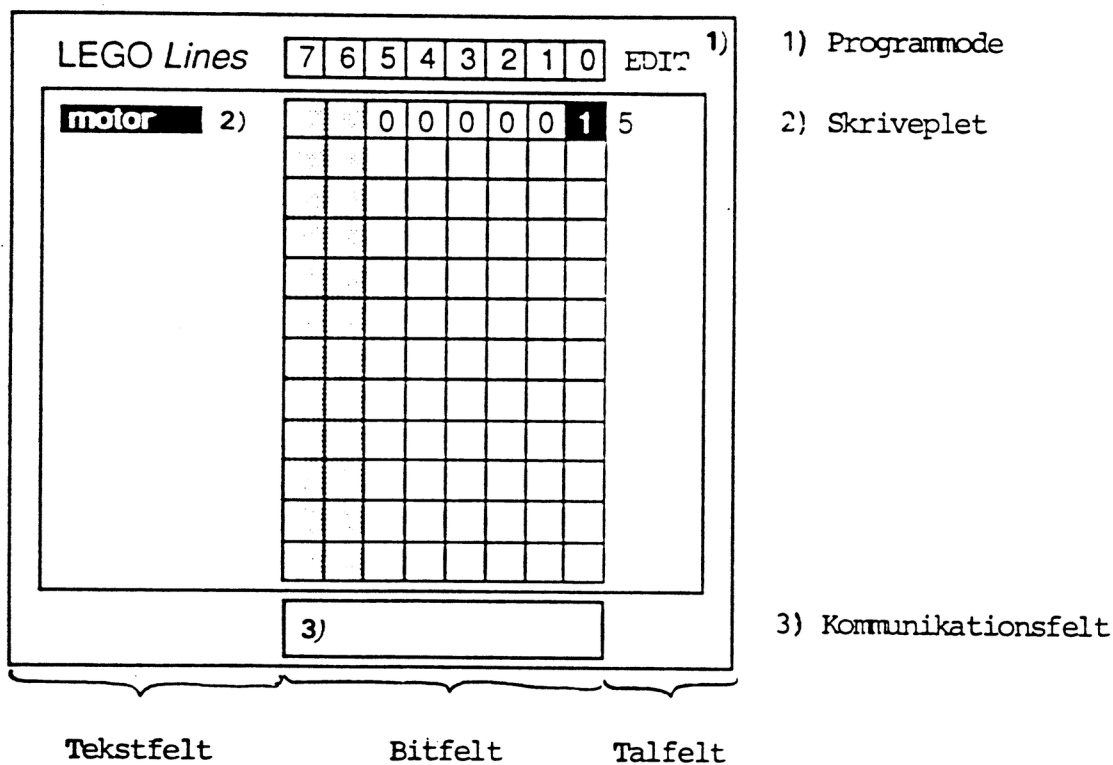 LEGO Lines 7 6 5 4 3 2 1 0 EDIT 1) 1) Programmode
motor 2) 0 0 0 0 0 1 5 2) Skriveplet
3) 3) Kommunikationsfelt
Tekstfelt Bitfelt Talfelt